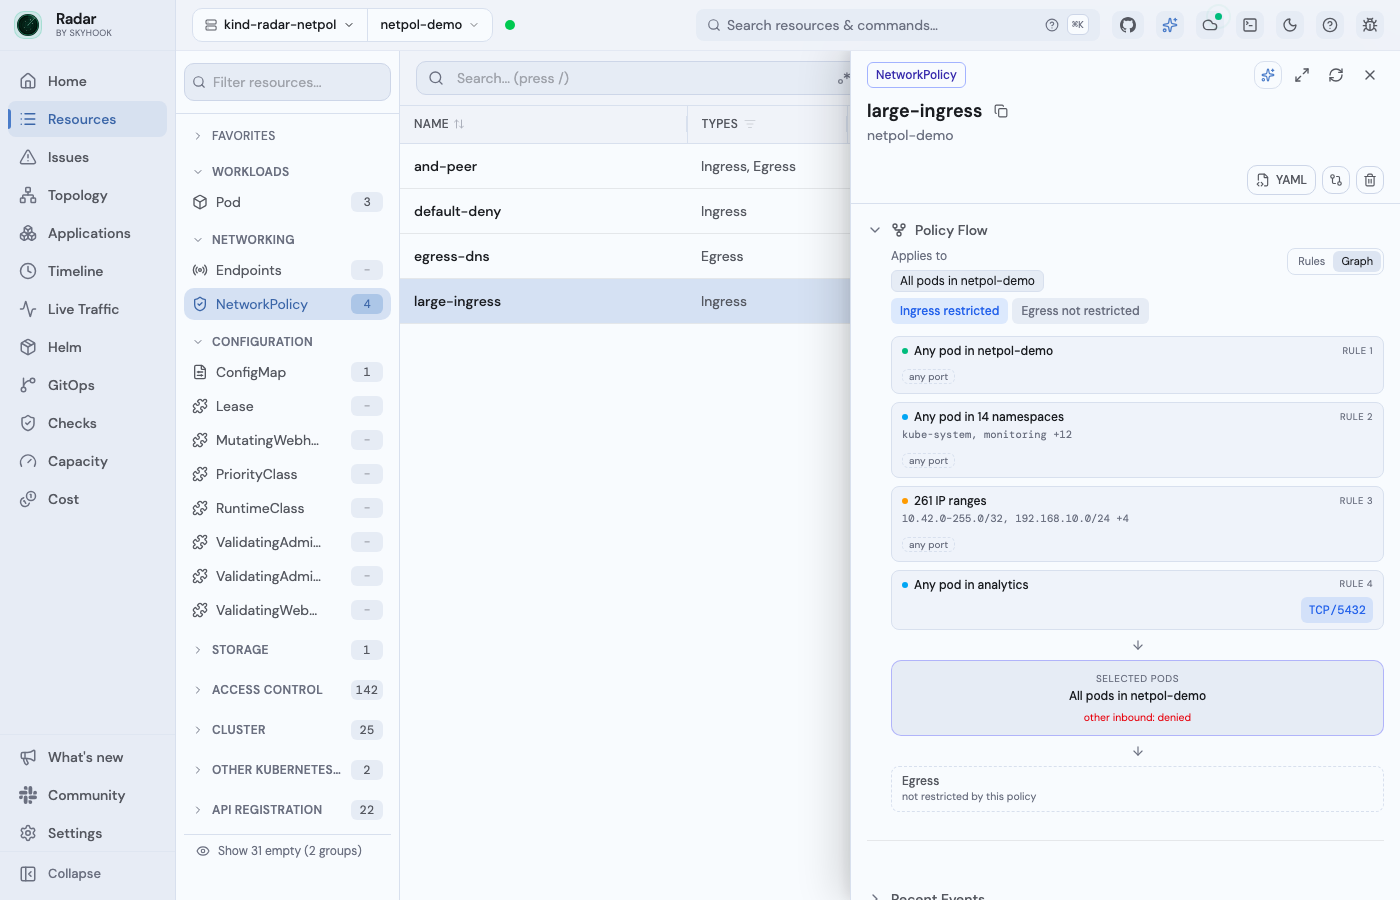 Radar
BY SKYHOOK
kind-radar-netpol
netpol-demo
Search resources & commands...
⌘K
Home
Resources
Issues
Topology
Applications
Timeline
Live Traffic
Helm
GitOps
Checks
Capacity
Cost
What's new
Community
Settings
Collapse
Filter resources...
FAVORITES
WORKLOADS
Pod 3
NETWORKING
Endpoints -
NetworkPolicy 4
CONFIGURATION
ConfigMap 1
Lease -
MutatingWebh... -
PriorityClass -
RuntimeClass -
ValidatingAdmi... -
ValidatingAdmi... -
ValidatingWeb... -
STORAGE 1
ACCESS CONTROL 142
CLUSTER 25
OTHER KUBERNETES... 2
API REGISTRATION 22
Show 31 empty (2 groups)
Search... (press /) .*
NAME TYPES
and-peer Ingress, Egress
default-deny Ingress
egress-dns Egress
large-ingress Ingress
NetworkPolicy
large-ingress
netpol-demo
YAML
Policy Flow
Applies to
Rules Graph
All pods in netpol-demo
Ingress restricted Egress not restricted
Any pod in netpol-demo RULE 1
any port
Any pod in 14 namespaces RULE 2
kube-system, monitoring +12
any port
261 IP ranges RULE 3
10.42.0-255.0/32, 192.168.10.0/24 +4
any port
Any pod in analytics RULE 4
TCP/5432
SELECTED PODS
All pods in netpol-demo
other inbound: denied
Egress
not restricted by this policy
Recent Events